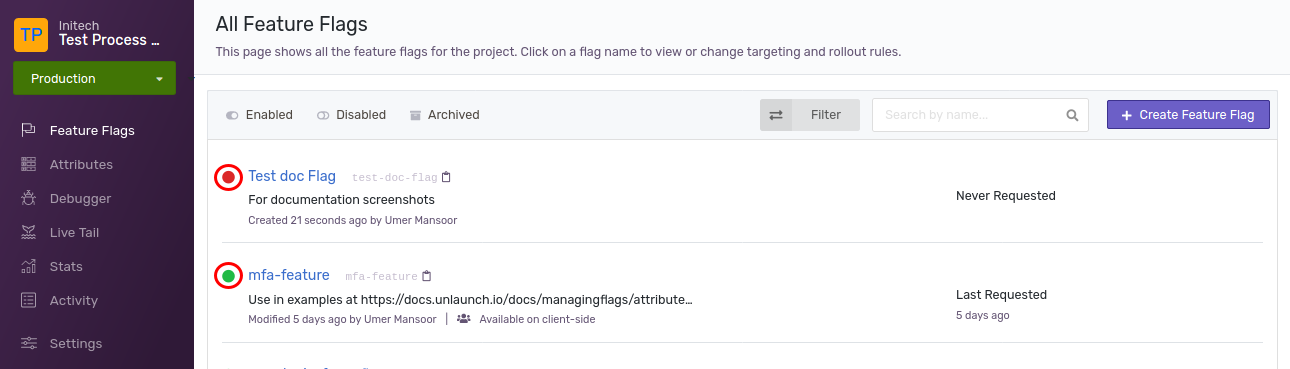 TP
Initech
Test Process ...
Production
Feature Flags
Attributes
Debugger
Live Tail
Stats
Activity
Settings
All Feature Flags
This page shows all the feature flags for the project. Click on a flag name to view or change targeting and rollout rules.
Enabled Disabled Archived Filter Search by name... + Create Feature Flag
Test doc Flag test-doc-flag
For documentation screenshots
Created 21 seconds ago by Umer Mansoor
Never Requested
mfa-feature mfa-feature
Use in examples at https://docs.unlaunch.io/docs/managingflags/attribute...
Modified 5 days ago by Umer Mansoor | Available on client-side
Last Requested
5 days ago